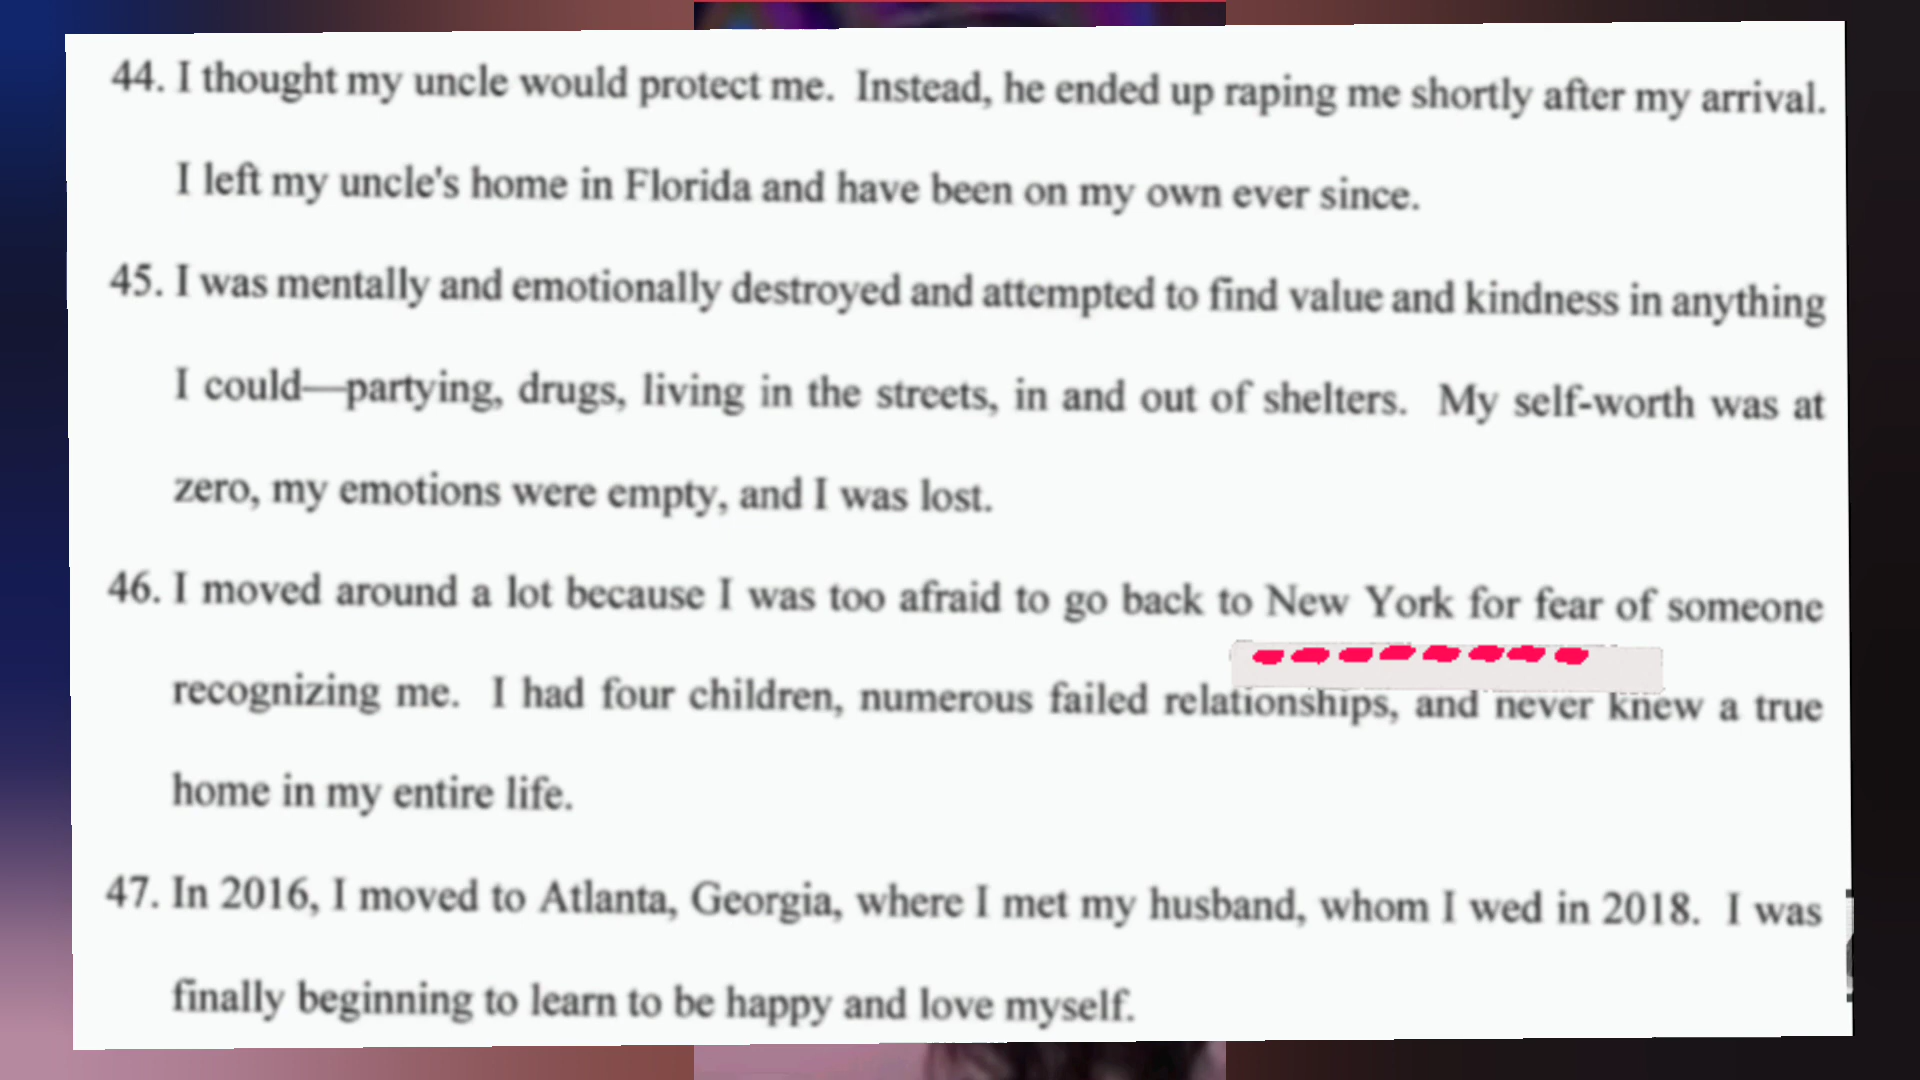 44. I thought my uncle would protect me.  Instead, he ended up raping me shortly after my arrival.
I left my uncle's home in Florida and have been on my own ever since.
45. I was mentally and emotionally destroyed and attempted to find value and kindness in anything
I could—partying, drugs, living in the streets, in and out of shelters.  My self-worth was at
zero, my emotions were empty, and I was lost.
46. I moved around a lot because I was too afraid to go back to New York for fear of someone
recognizing me.  I had four children, numerous failed relationships, and never knew a true
home in my entire life.
47. In 2016, I moved to Atlanta, Georgia, where I met my husband, whom I wed in 2018.  I was
finally beginning to learn to be happy and love myself.